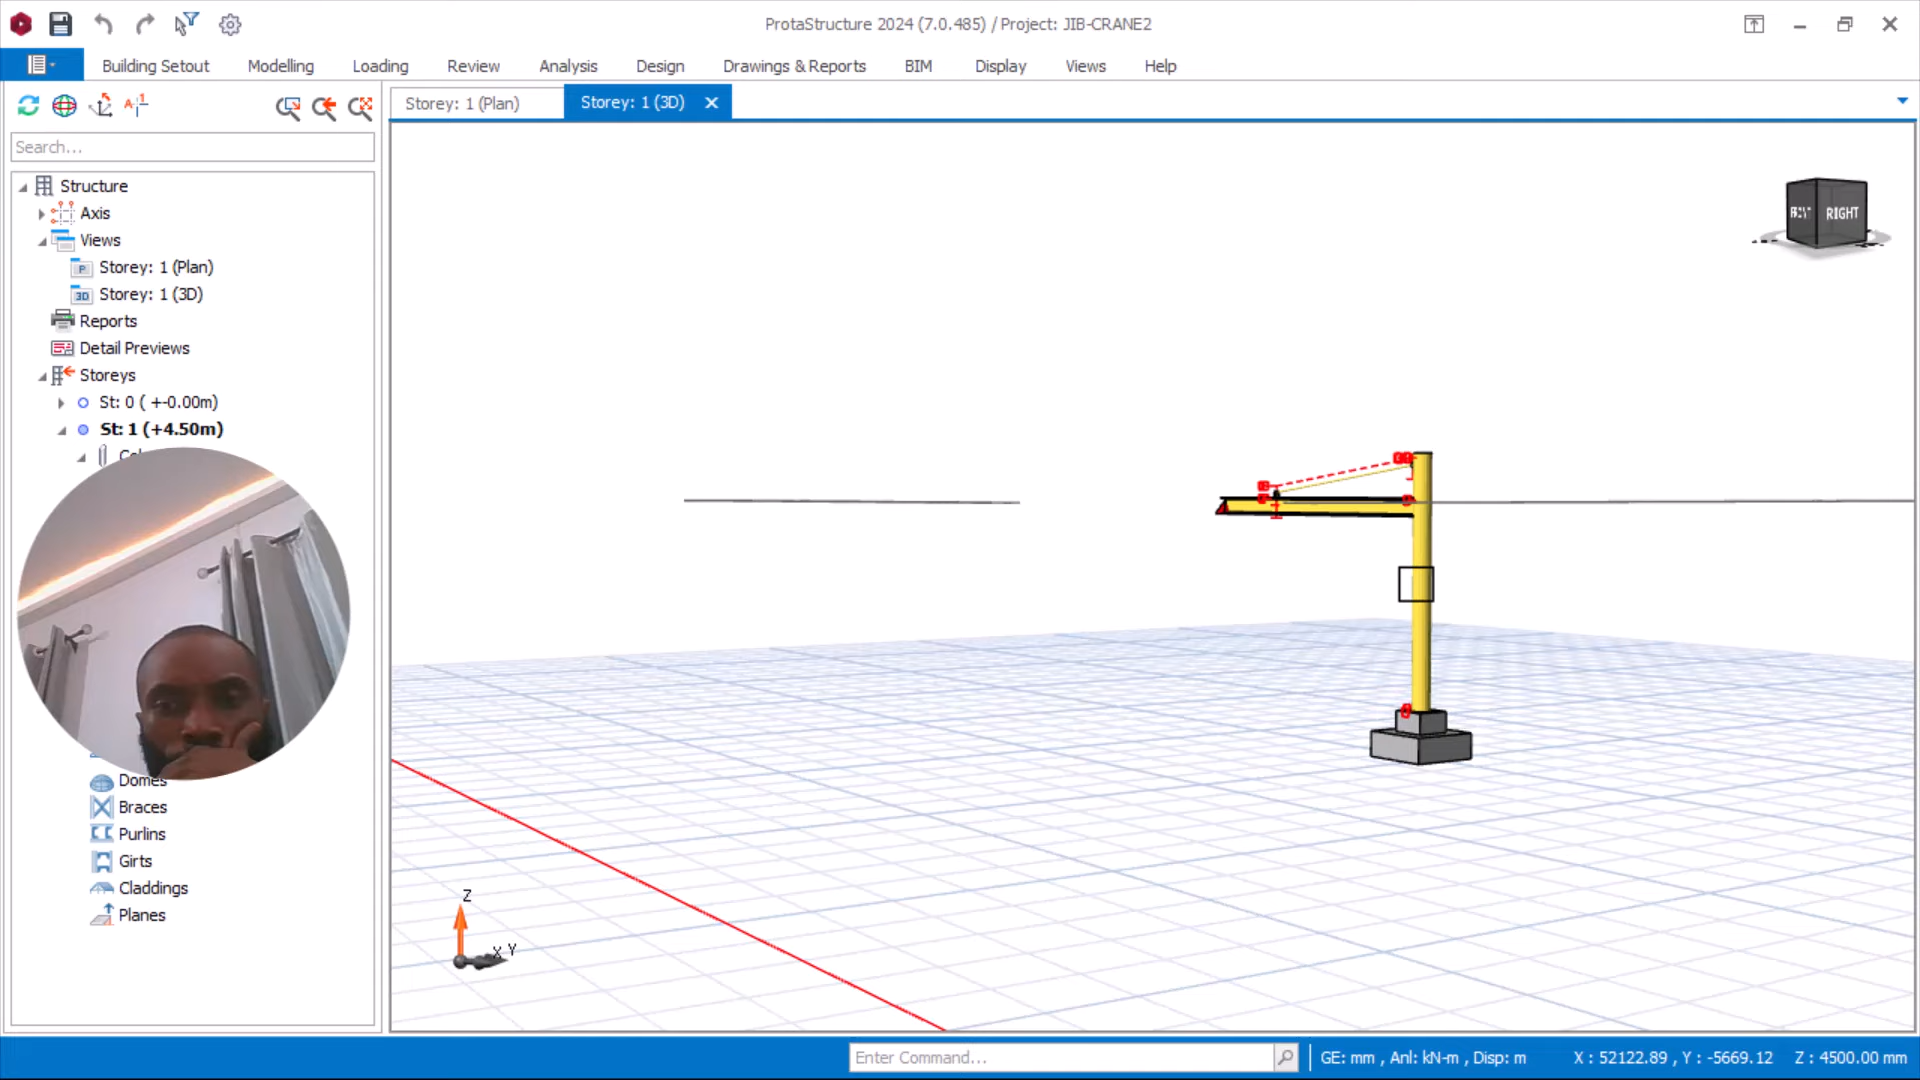 ProtaStructure 2024 (7.0.485) / Project: JIB-CRANE2
Building Setout Modelling Loading Review Analysis Design Drawings & Reports BIM Display Views Help
Storey: 1 (Plan) Storey: 1 (3D)
Search...
Structure
Axis
Views
Storey: 1 (Plan)
Storey: 1 (3D)
Reports
Detail Previews
Storeys
St: 0 ( +-0.00m)
St: 1 (+4.50m)
Domes
Braces
Purlins
Girts
Claddings
Planes
RIGHT
Z
X Y
Enter Command...
GE: mm , Anl: kN-m , Disp: m
X : 52122.89 , Y : -5669.12 Z : 4500.00 mm